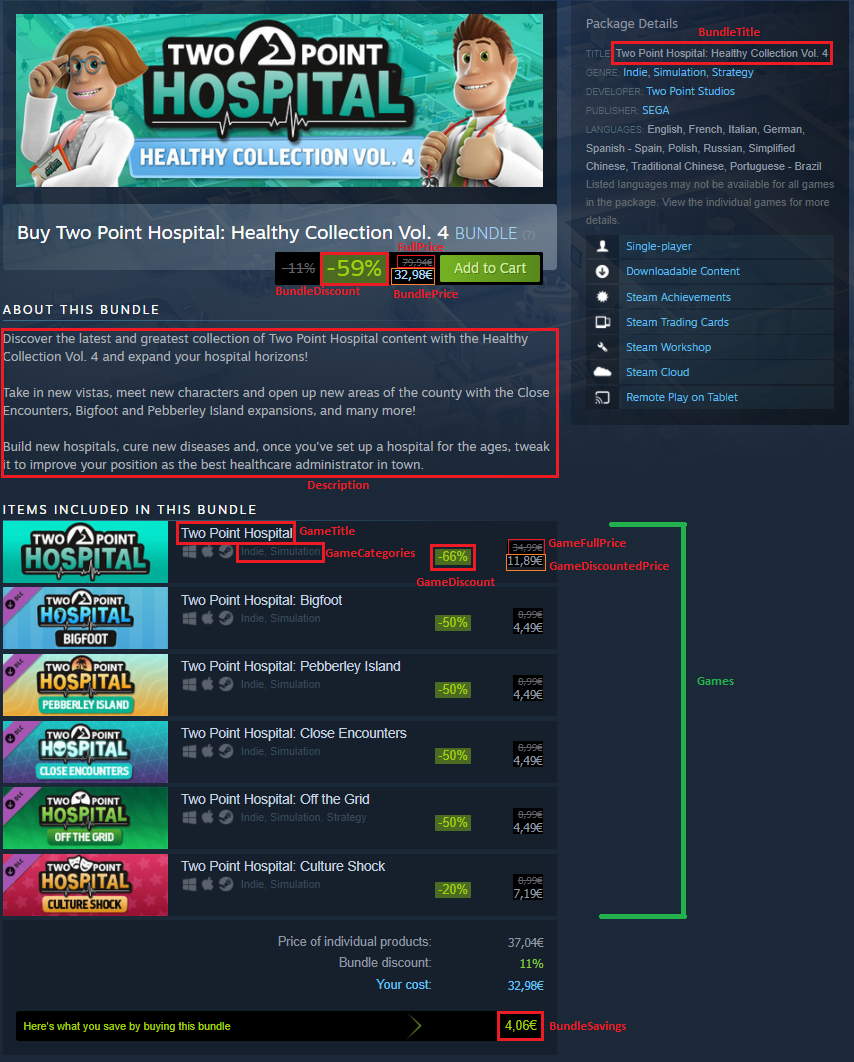 TWO POINT
HOSPITAL
HEALTHY COLLECTION VOL. 4
Buy Two Point Hospital: Healthy Collection Vol. 4 BUNDLE (?)
FullPrice
-11% -59% 79,94€
32,98€ Add to Cart
BundleDiscount BundlePrice
ABOUT THIS BUNDLE
Discover the latest and greatest collection of Two Point Hospital content with the Healthy
Collection Vol. 4 and expand your hospital horizons!
Take in new vistas, meet new characters and open up new areas of the county with the Close
Encounters, Bigfoot and Pebberley Island expansions, and many more!
Build new hospitals, cure new diseases and, once you've set up a hospital for the ages, tweak
it to improve your position as the best healthcare administrator in town.
Description
Package Details
BundleTitle
TITLE: Two Point Hospital: Healthy Collection Vol. 4
GENRE: Indie, Simulation, Strategy
DEVELOPER: Two Point Studios
PUBLISHER: SEGA
LANGUAGES: English, French, Italian, German,
Spanish - Spain, Polish, Russian, Simplified
Chinese, Traditional Chinese, Portuguese - Brazil
Listed languages may not be available for all games
in the package. View the individual games for more
details.
Single-player
Downloadable Content
Steam Achievements
Steam Trading Cards
Steam Workshop
Steam Cloud
Remote Play on Tablet
ITEMS INCLUDED IN THIS BUNDLE
TWO POINT
HOSPITAL
Two Point Hospital GameTitle
Indie, Simulation GameCategories
-66%
GameDiscount
34,99€ GameFullPrice
11,89€ GameDiscountedPrice
DLC
TWO POINT
HOSPITAL
BIGFOOT
Two Point Hospital: Bigfoot
Indie, Simulation
-50%
8,99€
4,49€
DLC
TWO POINT
HOSPITAL
PEBBERLEY ISLAND
Two Point Hospital: Pebberley Island
Indie, Simulation
-50%
8,99€
4,49€
Games
DLC
TWO POINT
HOSPITAL
CLOSE ENCOUNTERS
Two Point Hospital: Close Encounters
Indie, Simulation
-50%
8,99€
4,49€
DLC
TWO POINT
HOSPITAL
OFF THE GRID
Two Point Hospital: Off the Grid
Indie, Simulation, Strategy
-50%
8,99€
4,49€
DLC
TWO POINT
HOSPITAL
CULTURE SHOCK
Two Point Hospital: Culture Shock
Indie, Simulation
-20%
8,99€
7,19€
Price of individual products: 37,04€
Bundle discount: 11%
Your cost: 32,98€
Here's what you save by buying this bundle 4,06€ BundleSavings